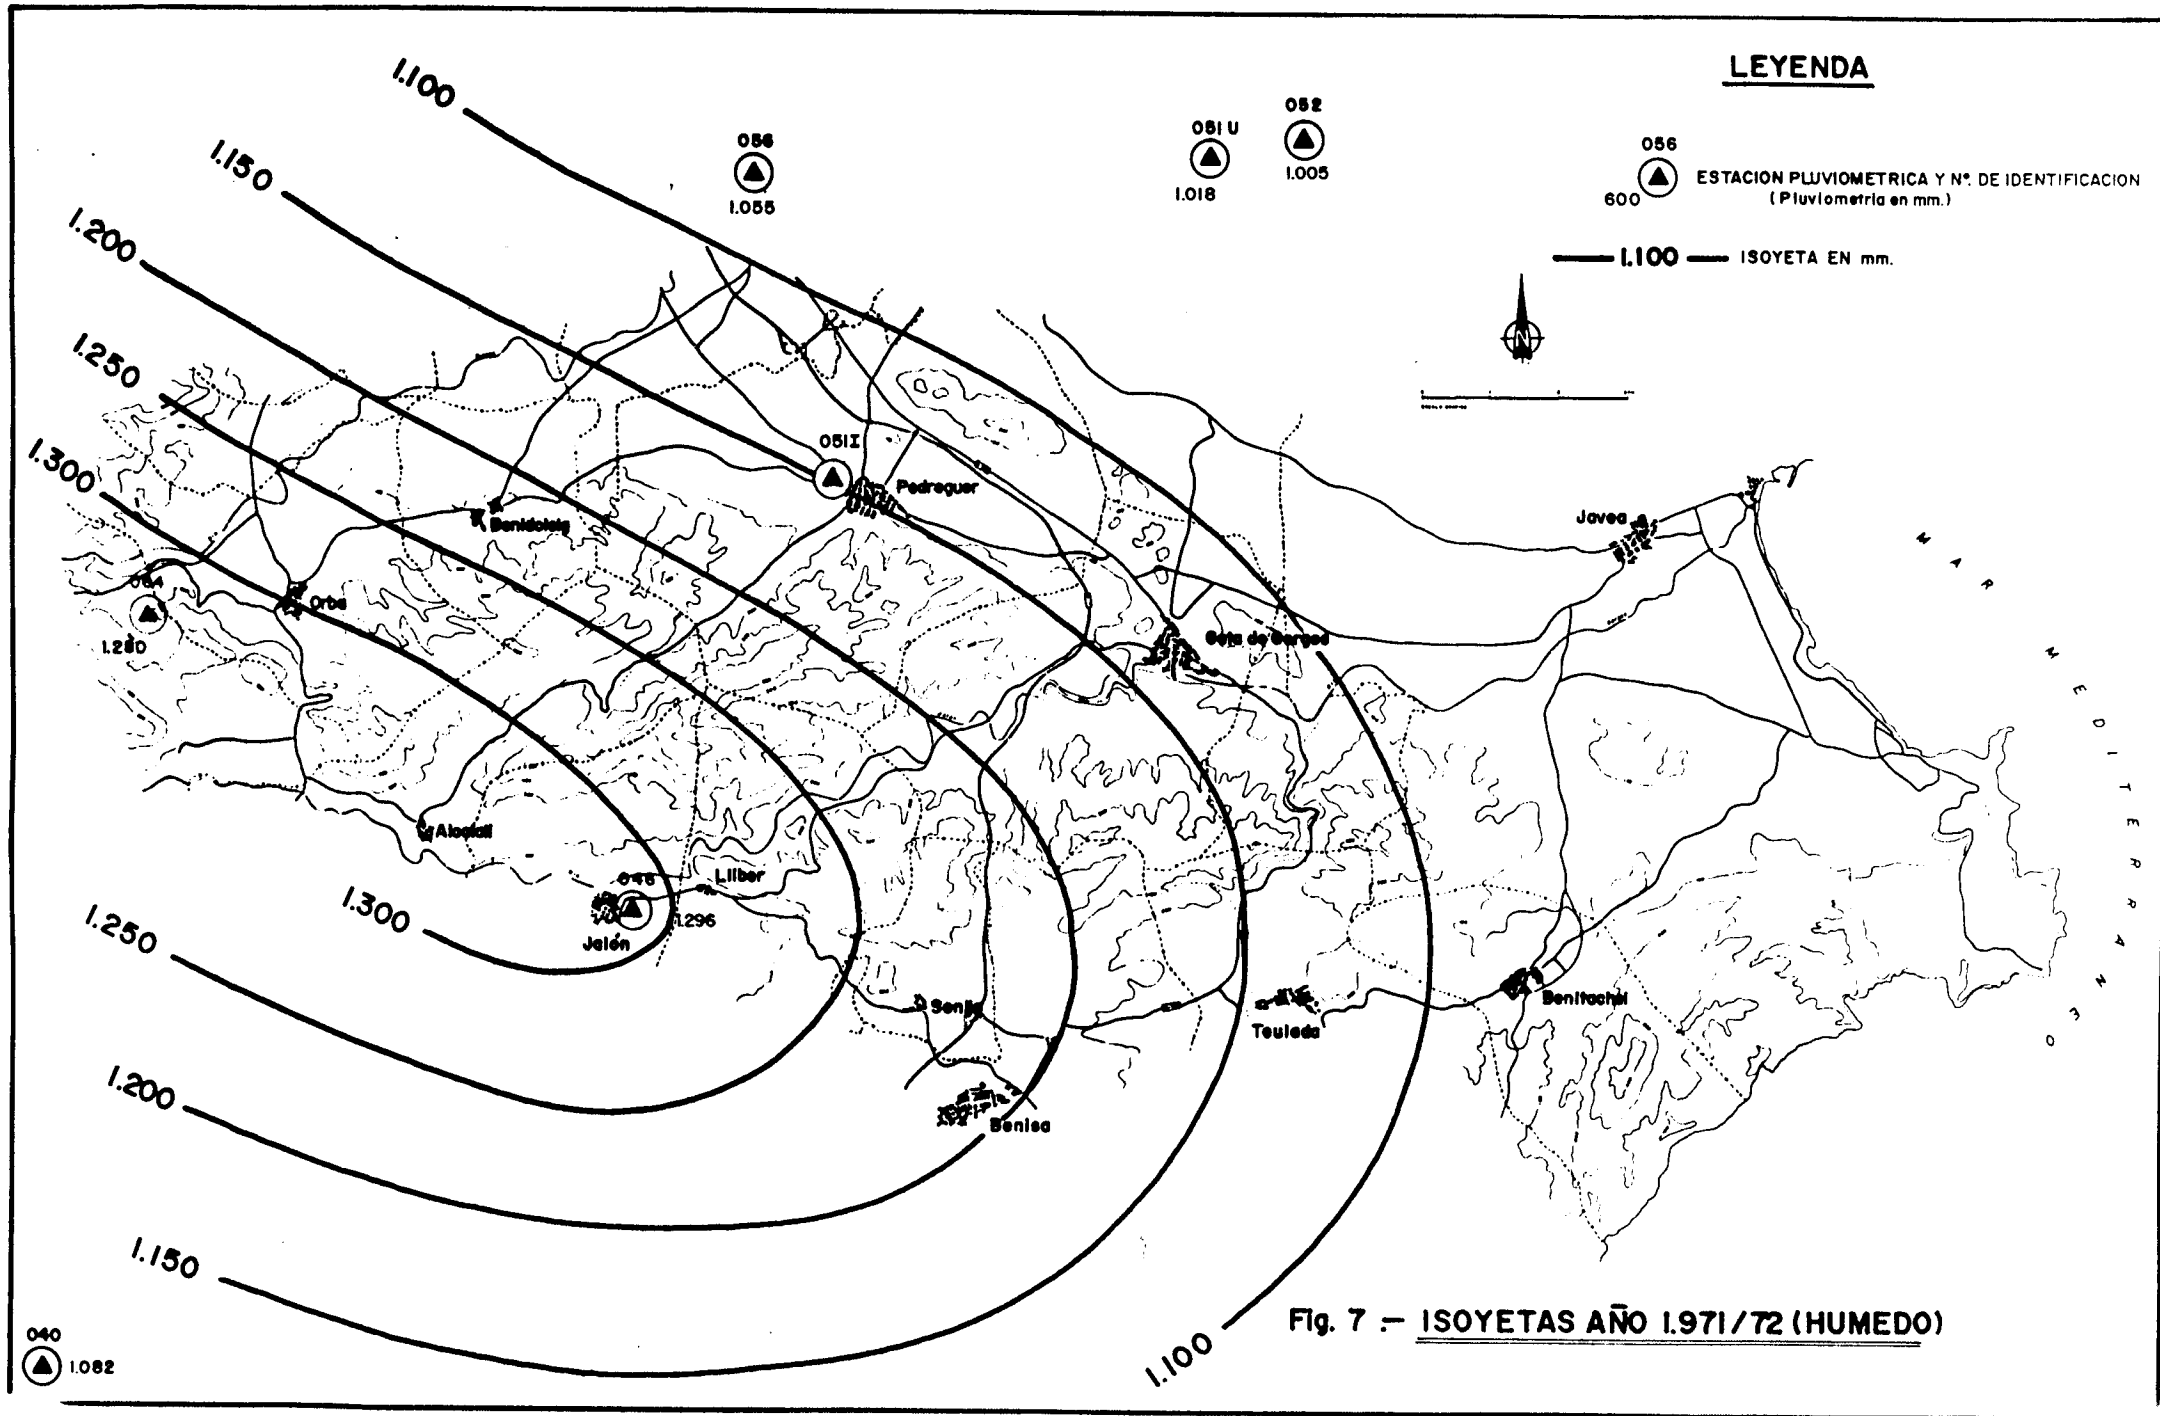 LEYENDA
056
600
ESTACION PLUVIOMETRICA Y Nº. DE IDENTIFICACION
(Pluviometria en mm.)
1.100
ISOYETA EN mm.
N
1.100
1.150
1.200
1.250
1.300
056
1.055
051 U
1.018
052
1.005
051I
Pedreguer
Benidoleig
Orba
064
Gata de Gorgos
Javea
MAR MEDITERRANEO
Alcalali
Lliber
046
1.296
Jalón
1.300
1.250
1.200
1.150
1.100
Senija
Benisa
Teulada
Benitachel
040
1.082
Fig. 7 :- ISOYETAS AÑO 1.971/72 (HUMEDO)